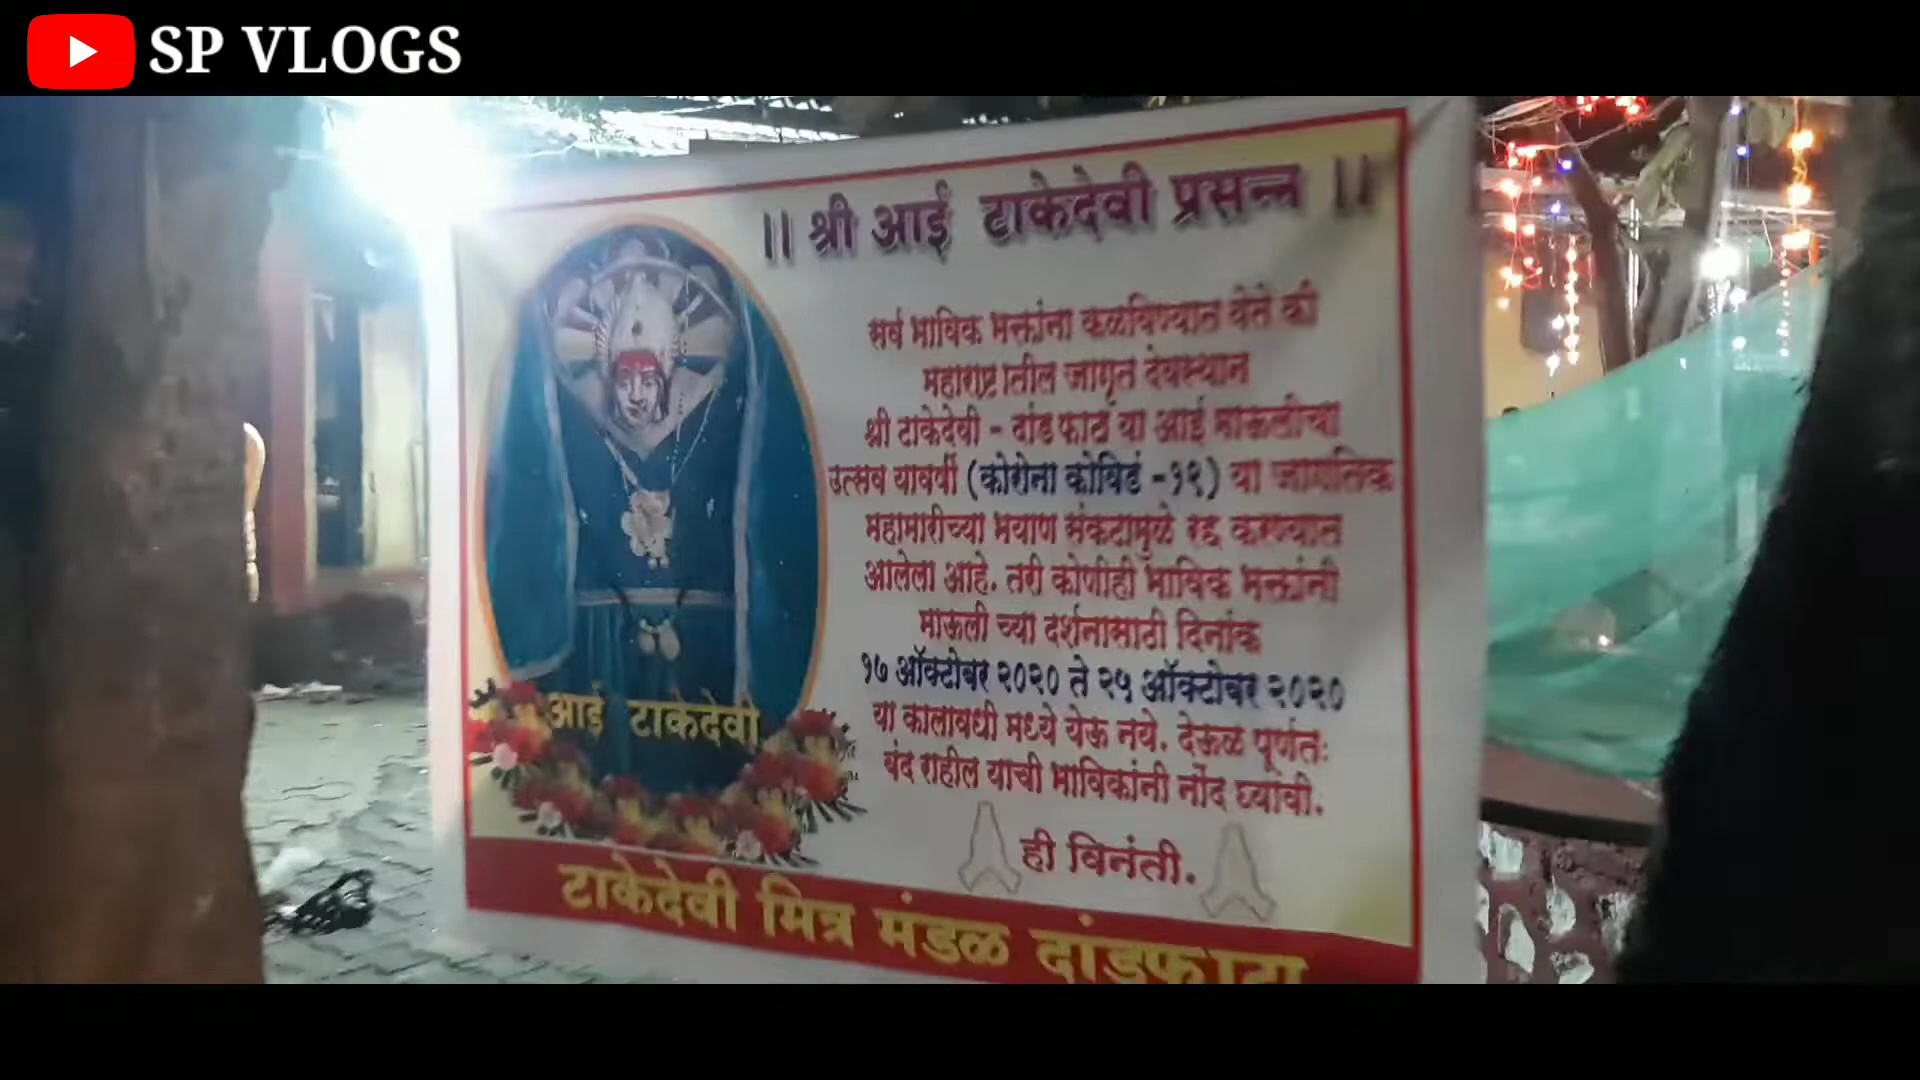 SP VLOGS
।। श्री आई टाकेदेवी प्रसन्न ।।
सर्व भाविक भक्तांना कळविण्यात येते की
महाराष्ट्रातील जागृत देवस्थान
श्री टाकेदेवी - दांड फाटा या आई माऊलीचा
उत्सव यावर्षी (कोरोना कोविड -१९) या जागतिक
महामारीच्या भयाण संकटामुळे रद्द करण्यात
आलेला आहे. तरी कोणीही भाविक भक्तांनी
माऊली च्या दर्शनासाठी दिनांक
१७ ऑक्टोबर २०२० ते २५ ऑक्टोबर २०२०
या कालावधी मध्ये येऊ नये. देऊळ पूर्णतः
बंद राहील याची भाविकांनी नोंद घ्यावी.
ही विनंती.
आई टाकेदेवी
टाकेदेवी मित्र मंडळ दांडफाटा